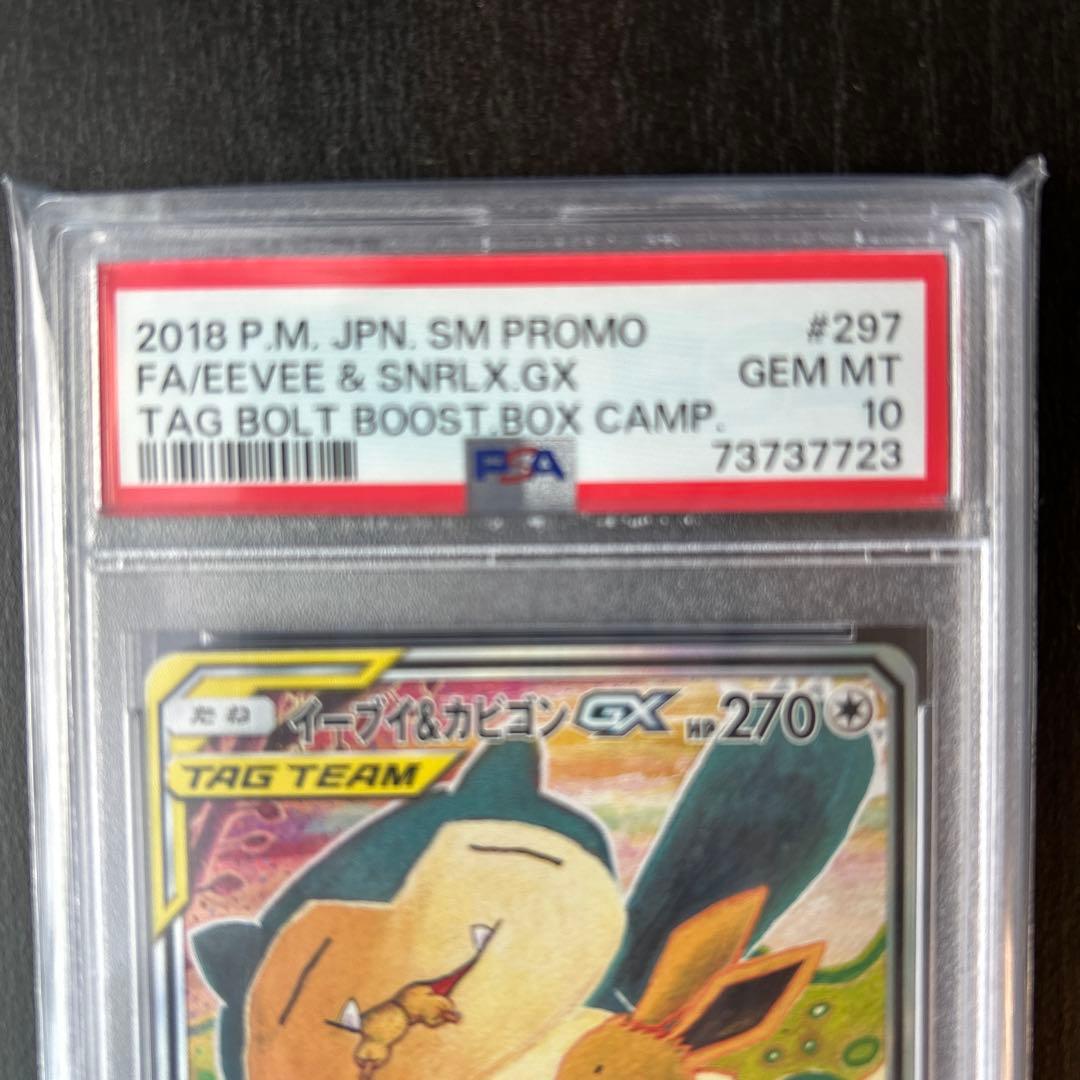 2018 P.M. JPN. SM PROMO #297
FA/EEVEE & SNRLX.GX GEM MT
TAG BOLT BOOST.BOX CAMP. 10
PSA 73737723
たね イーブイ&カビゴンGX HP270
TAG TEAM